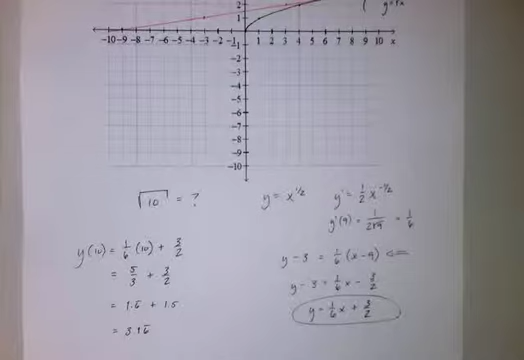 y=√x
2
1
-10 -9 -8 -7 -6 -5 -4 -3 -2 -1 1 2 3 4 5 6 7 8 9 10 x
-1
-2
-3
-4
-5
-6
-7
-8
-9
-10
√10 = ?
y = x^1/2 y' = 1/2 x^-1/2
y'(9) = 1/2√9 = 1/6
y(10) = 1/6 (10) + 3/2
y-3 = 1/6 (x-9)
= 5/3 + 3/2
y-3 = 1/6 x - 3/2
= 1.6̅ + 1.5
y = 1/6 x + 3/2
= 3.16̅